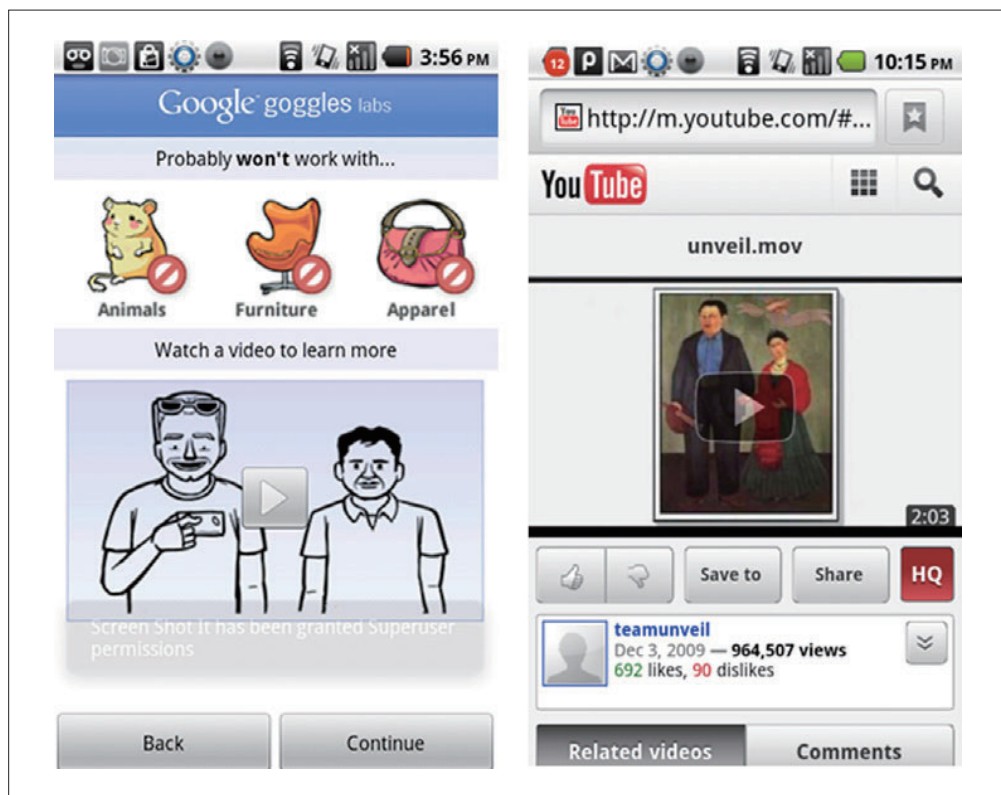 3:56 PM
Google goggles labs
Probably won't work with...
Animals Furniture Apparel
Watch a video to learn more
Screen Shot It has been granted Superuser
permissions
Back Continue
12 P 10:15 PM
You Tube http://m.youtube.com/#...
YouTube
unveil.mov
2:03
Save to Share HQ
teamunveil
Dec 3, 2009 — 964,507 views
692 likes, 90 dislikes
Related videos Comments